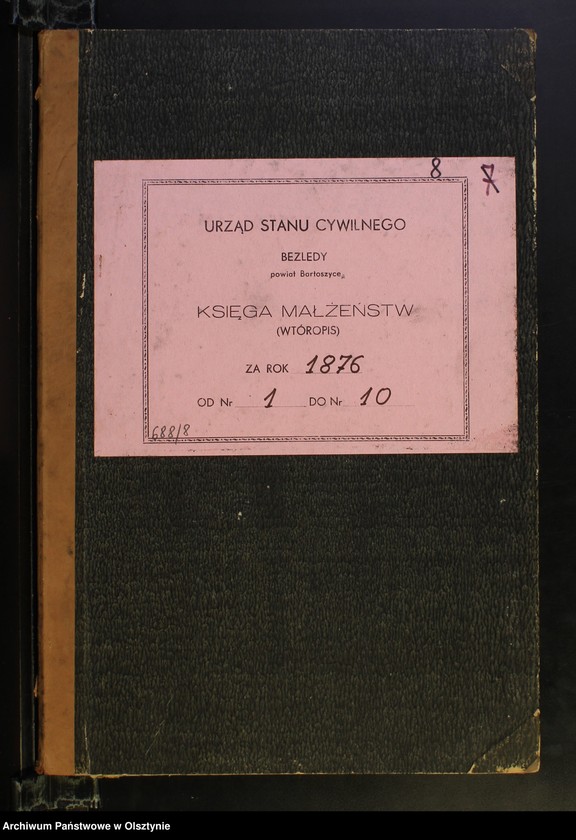 8 7
URZĄD STANU CYWILNEGO
BEZLEDY
powiat Bartoszyce
KSIĘGA MAŁŻEŃSTW
(WTÓROPIS)
ZA ROK 1876
OD Nr 1 DO Nr 10
688/8
Archiwum Państwowe w Olsztynie